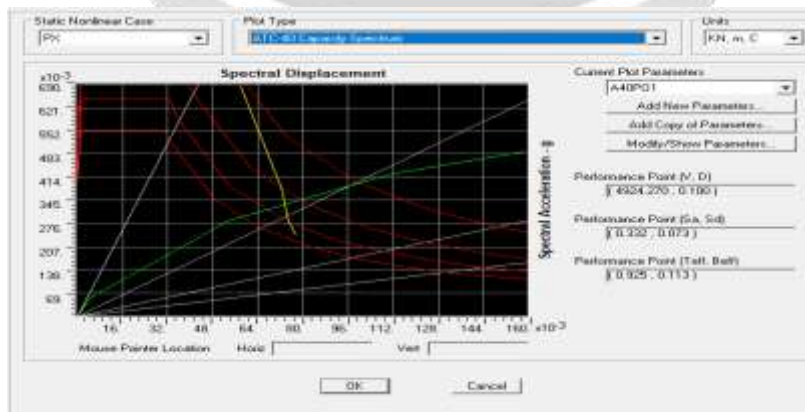 Static Nonlinear Case
PX
Plot Type
ATC-40 Capacity Spectrum
Units
KN, m, C
Spectral Displacement
x10-3
690.
621.
552.
483.
414.
345.
276.
207.
138.
69.
16. 32. 48. 64. 80. 96. 112. 128. 144. 160. x10-3
Spectral Acceleration - g
Current Plot Parameters
A40PO1
Add New Parameters...
Add Copy of Parameters...
Modify/Show Parameters...
Performance Point (V, D)
( 4924.270 , 0.100 )
Performance Point (Sa, Sd)
( 0.332 , 0.073 )
Performance Point (Teff, Beff)
( 0.925 , 0.113 )
Mouse Pointer Location Horiz Vert
OK Cancel